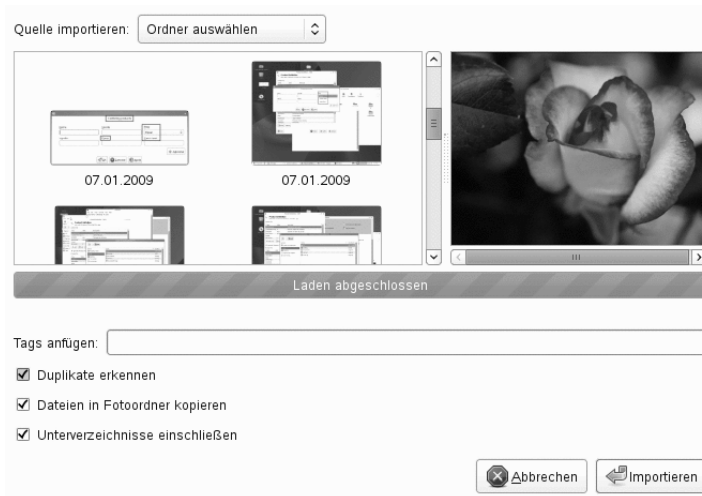 Quelle importieren: Ordner auswählen
07.01.2009 07.01.2009
Laden abgeschlossen
Tags anfügen:
Duplikate erkennen
Dateien in Fotoordner kopieren
Unterverzeichnisse einschließen
Abbrechen Importieren